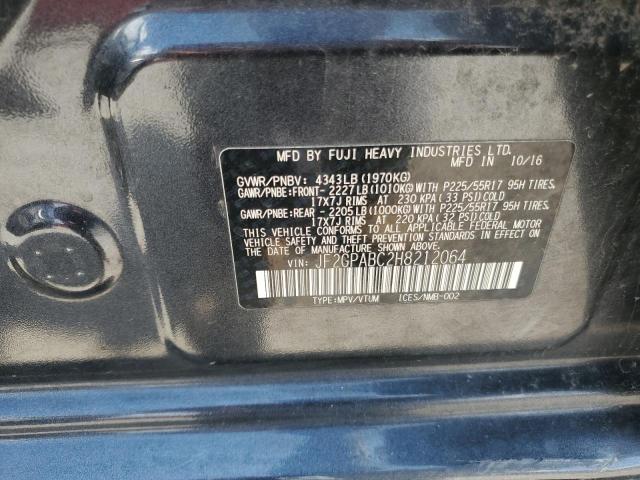 MFD BY FUJI HEAVY INDUSTRIES LTD.
MFD IN 10/16
GVWR/PNBV: 4343LB (1970KG)
GAWR/PNBE:FRONT- 2227LB (1010KG) WITH P225/55R17 95H TIRES,
17X7J RIMS AT 230 KPA (33 PSI) COLD
GAWR/PNBE:REAR - 2205LB (1000KG) WITH P225/55R17 95H TIRES,
17X7J RIMS AT 220 KPA (32 PSI) COLD
THIS VEHICLE CONFORMS TO ALL APPLICABLE FEDERAL MOTOR
VEHICLE SAFETY AND THEFT PREVENTION STANDARDS IN EFFECT ON
THE DATE OF MANUFACTURE SHOWN ABOVE.
VIN: JF2GPABC2H8212064
TYPE:MPV/VTUM ICES/NMB-002